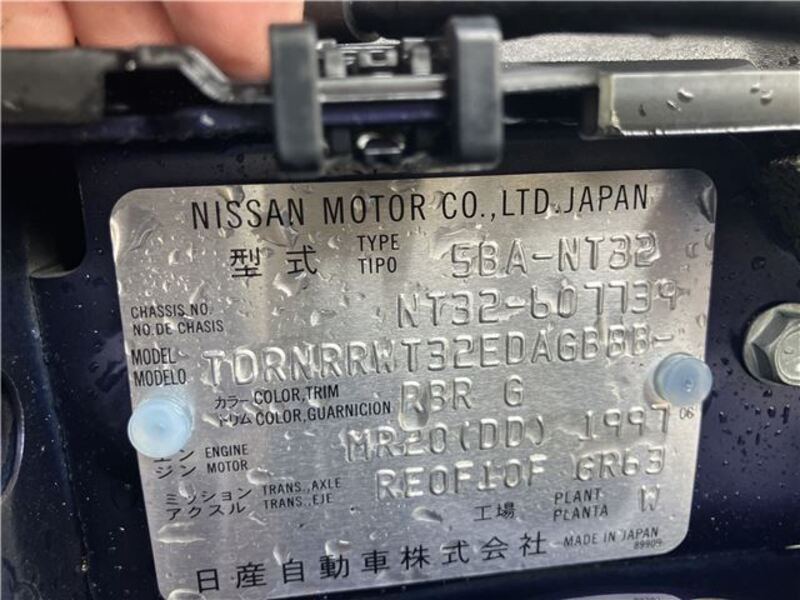 NISSAN MOTOR CO.,LTD.JAPAN
型式 TYPE TIPO 5BA-NT32
CHASSIS NO. NO.DE CHASIS NT32-607739
MODEL MODELO TDRNRRWT32EDAGBBB-
カラー COLOR,TRIM トリム COLOR,GUARNICION RBR G
エンジン ENGINE MOTOR MR20(DD) 1997 06
ミッション アクスル TRANS.,AXLE TRANS.,EJE RE0F10F GR63
工場 PLANT PLANTA W
日産自動車株式会社 MADE IN JAPAN
89909